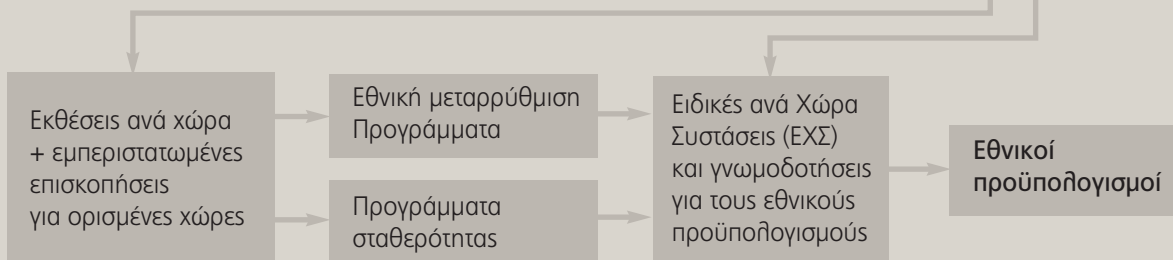 Εκθέσεις ανά χώρα
+ εμπεριστατωμένες
επισκοπήσεις
για ορισμένες χώρες
Εθνική μεταρρύθμιση
Προγράμματα
Προγράμματα
σταθερότητας
Ειδικές ανά Χώρα
Συστάσεις (ΕΧΣ)
και γνωμοδοτήσεις
για τους εθνικούς
προϋπολογισμούς
Εθνικοί
προϋπολογισμοί